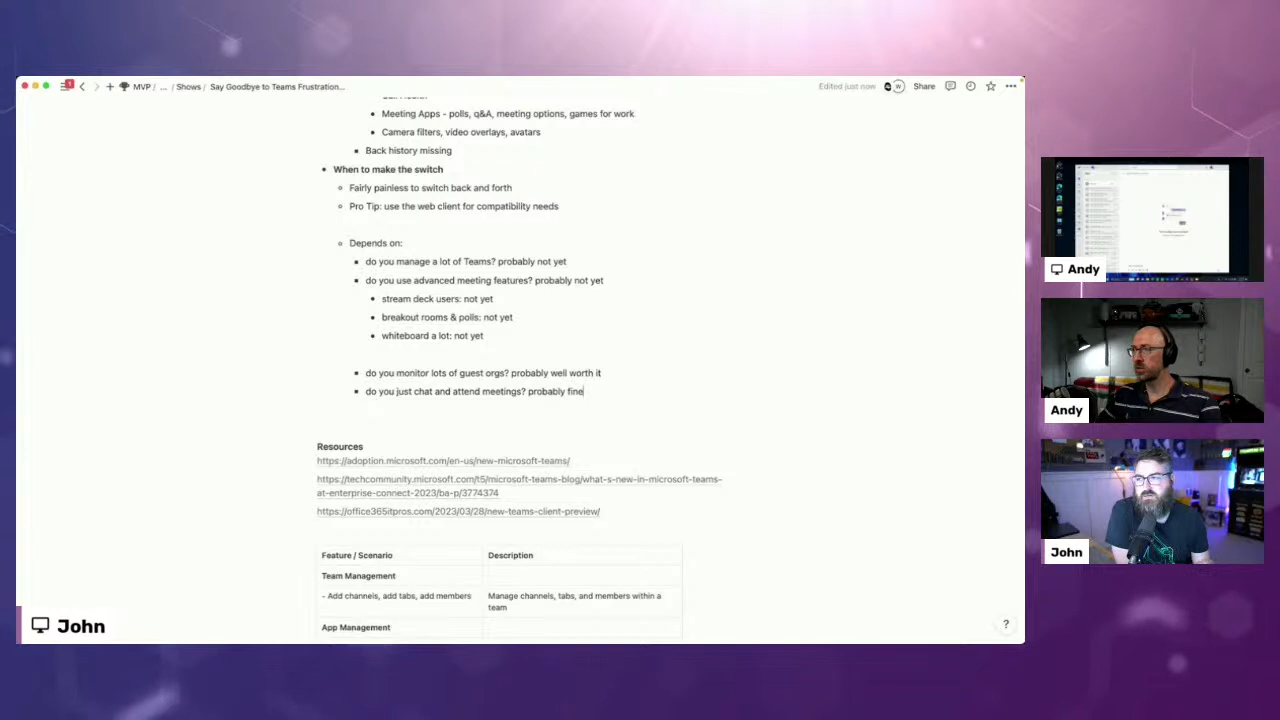 MVP / ... / Shows / Say Goodbye to Teams Frustration...
Edited just now
Share
Meeting Apps - polls, q&A, meeting options, games for work
Camera filters, video overlays, avatars
Back history missing
When to make the switch
Fairly painless to switch back and forth
Pro Tip: use the web client for compatibility needs
Depends on:
do you manage a lot of Teams? probably not yet
do you use advanced meeting features? probably not yet
stream deck users: not yet
breakout rooms & polls: not yet
whiteboard a lot: not yet
do you monitor lots of guest orgs? probably well worth it
do you just chat and attend meetings? probably fine
Resources
https://adoption.microsoft.com/en-us/new-microsoft-teams/
https://techcommunity.microsoft.com/t5/microsoft-teams-blog/what-s-new-in-microsoft-teams-
at-enterprise-connect-2023/ba-p/3774374
https://office365itpros.com/2023/03/28/new-teams-client-preview/
Feature / Scenario Description
Team Management
- Add channels, add tabs, add members Manage channels, tabs, and members within a
team
App Management
?
John
Andy
Andy
John